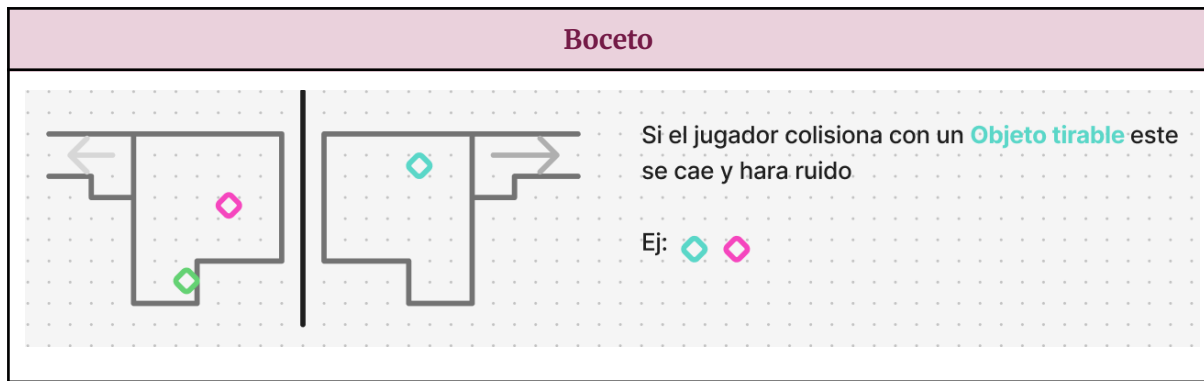 Boceto
Si el jugador colisiona con un Objeto tirable este
se cae y hara ruido
Ej: